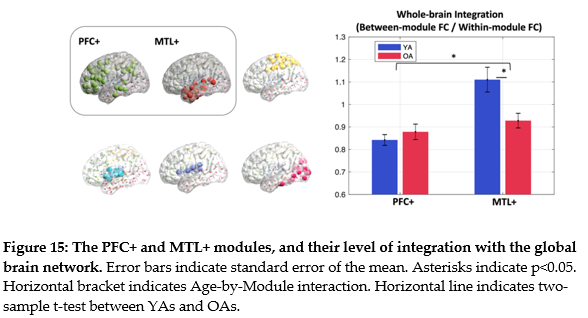 PFC+ MTL+
Whole-brain Integration
(Between-module FC / Within-module FC)
1.3
1.2
1.1
1
0.9
0.8
0.7
0.6
YA
OA
*
*
PFC+ MTL+
Figure 15: The PFC+ and MTL+ modules, and their level of integration with the global
brain network. Error bars indicate standard error of the mean. Asterisks indicate p<0.05.
Horizontal bracket indicates Age-by-Module interaction. Horizontal line indicates two-
sample t-test between YAs and OAs.